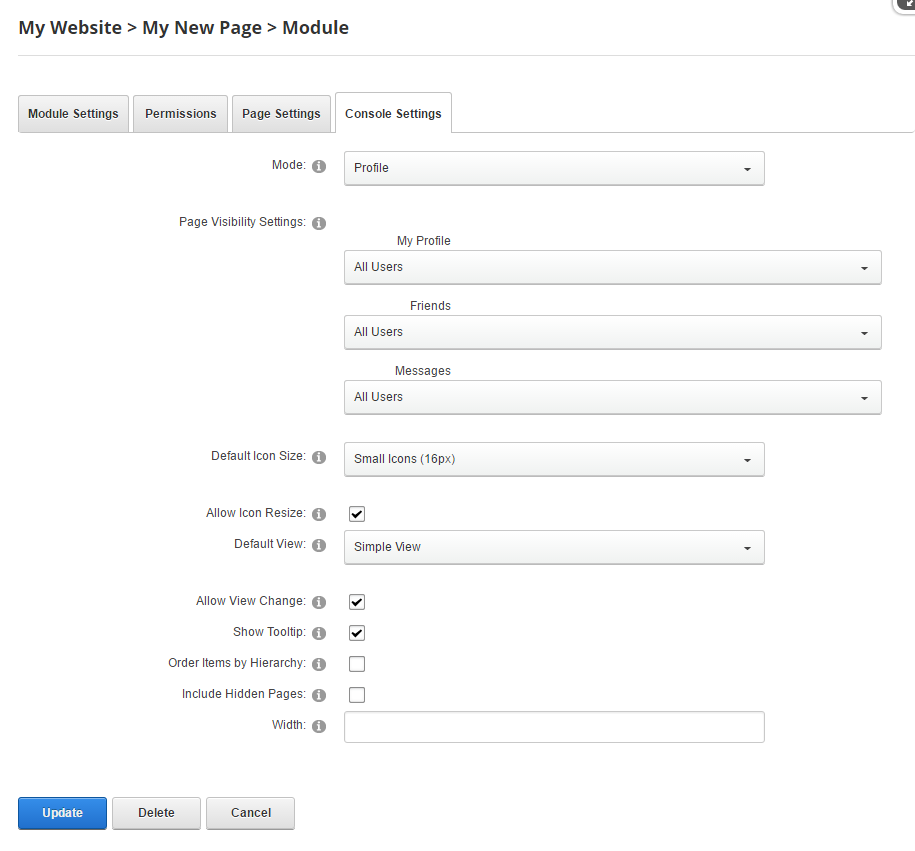 My Website > My New Page > Module
Module Settings
Permissions
Page Settings
Console Settings
Mode:
Profile
Page Visibility Settings:
My Profile
All Users
Friends
All Users
Messages
All Users
Default Icon Size:
Small Icons (16px)
Allow Icon Resize:
Default View:
Simple View
Allow View Change:
Show Tooltip:
Order Items by Hierarchy:
Include Hidden Pages:
Width:
Update
Delete
Cancel